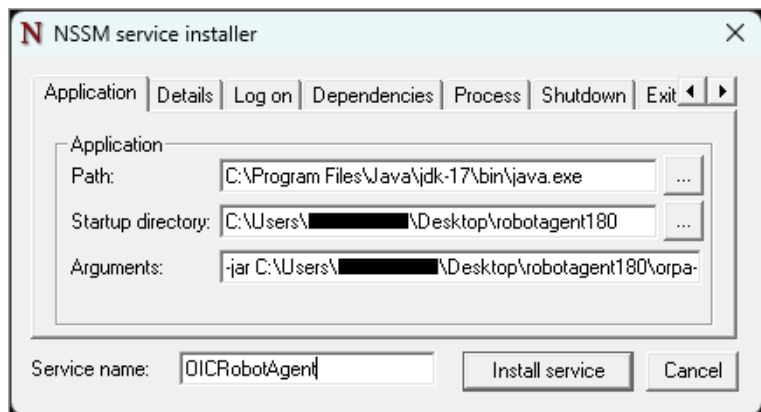 N NSSM service installer
Application Details Log on Dependencies Process Shutdown Exit
Application
Path: C:\Program Files\Java\jdk-17\bin\java.exe ...
Startup directory: C:\Users\ \Desktop\robotagent180 ...
Arguments: -jar C:\Users\ \Desktop\robotagent180\orpa-
Service name: OICRobotAgent Install service Cancel